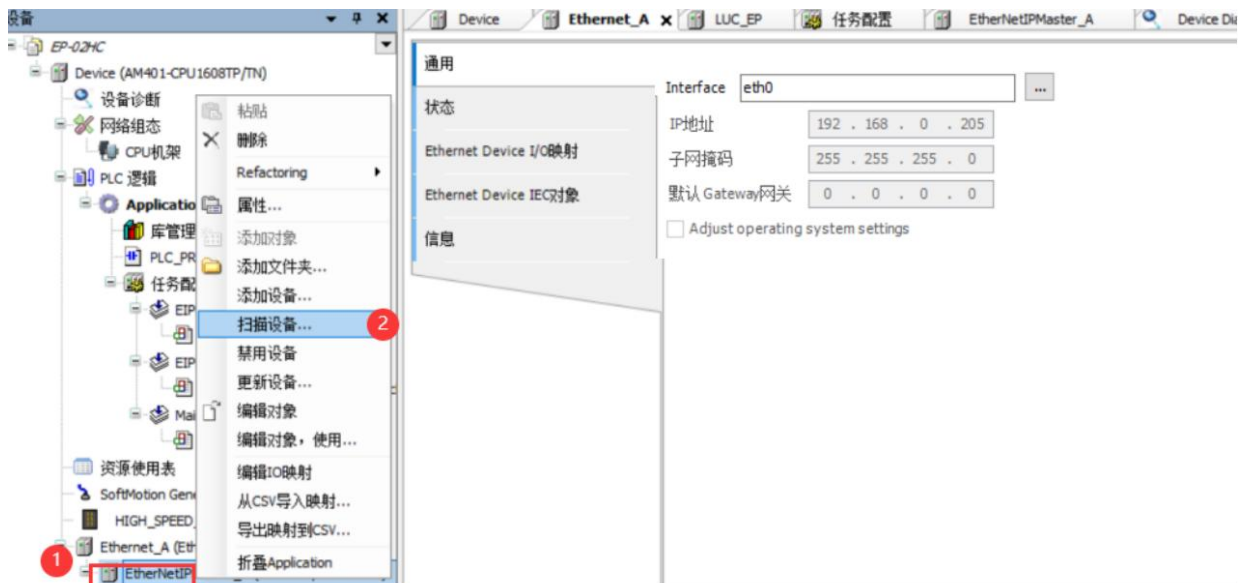 设备
Device
Ethernet_A
LUC_EP
任务配置
EtherNetIPMaster_A
Device Dia
EP-02HC
Device (AM401-CPU1608TP/TN)
设备诊断
网络组态
CPU机架
PLC 逻辑
Applicatio
库管理
PLC_PR
任务配
EIP
EIP
Mai
资源使用表
SoftMotion Gene
HIGH_SPEED_
Ethernet_A (Eth
1
EtherNetIP
粘贴
删除
Refactoring
属性...
添加对象
添加文件夹...
添加设备...
扫描设备...
2
禁用设备
更新设备...
编辑对象
编辑对象，使用...
编辑IO映射
从CSV导入映射...
导出映射到CSV...
折叠Application
通用
状态
Ethernet Device I/O映射
Ethernet Device IEC对象
信息
Interface eth0 ...
IP地址 192 . 168 . 0 . 205
子网掩码 255 . 255 . 255 . 0
默认Gateway网关 0 . 0 . 0 . 0
Adjust operating system settings